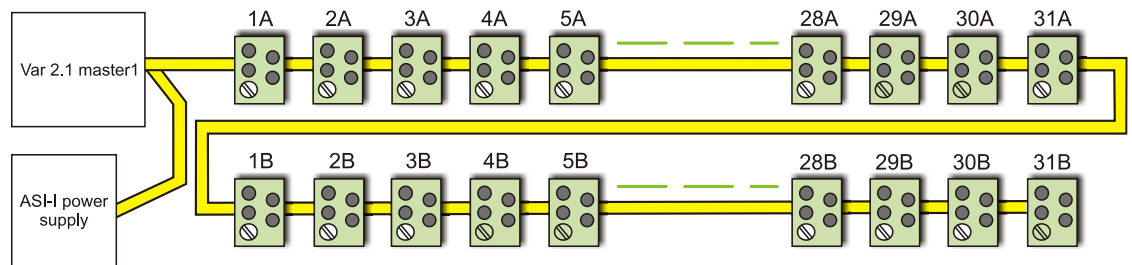 1A 2A 3A 4A 5A 28A 29A 30A 31A
Var 2.1 master1
1B 2B 3B 4B 5B 28B 29B 30B 31B
ASI-I power
supply